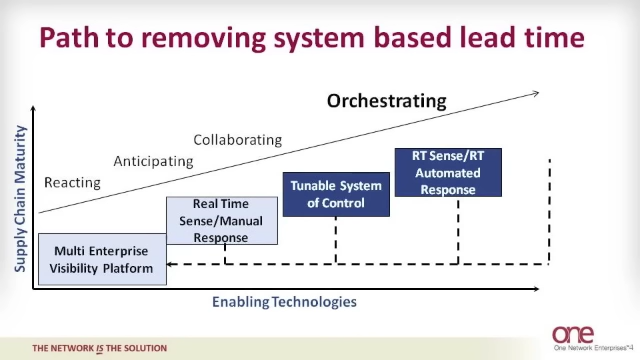 Path to removing system based lead time
Orchestrating
Collaborating
Anticipating
Reacting
RT Sense/RT
Automated
Response
Tunable System
of Control
Real Time
Sense/Manual
Response
Multi Enterprise
Visibility Platform
Supply Chain Maturity
Enabling Technologies
THE NETWORK IS THE SOLUTION
one
One Network Enterprises™4